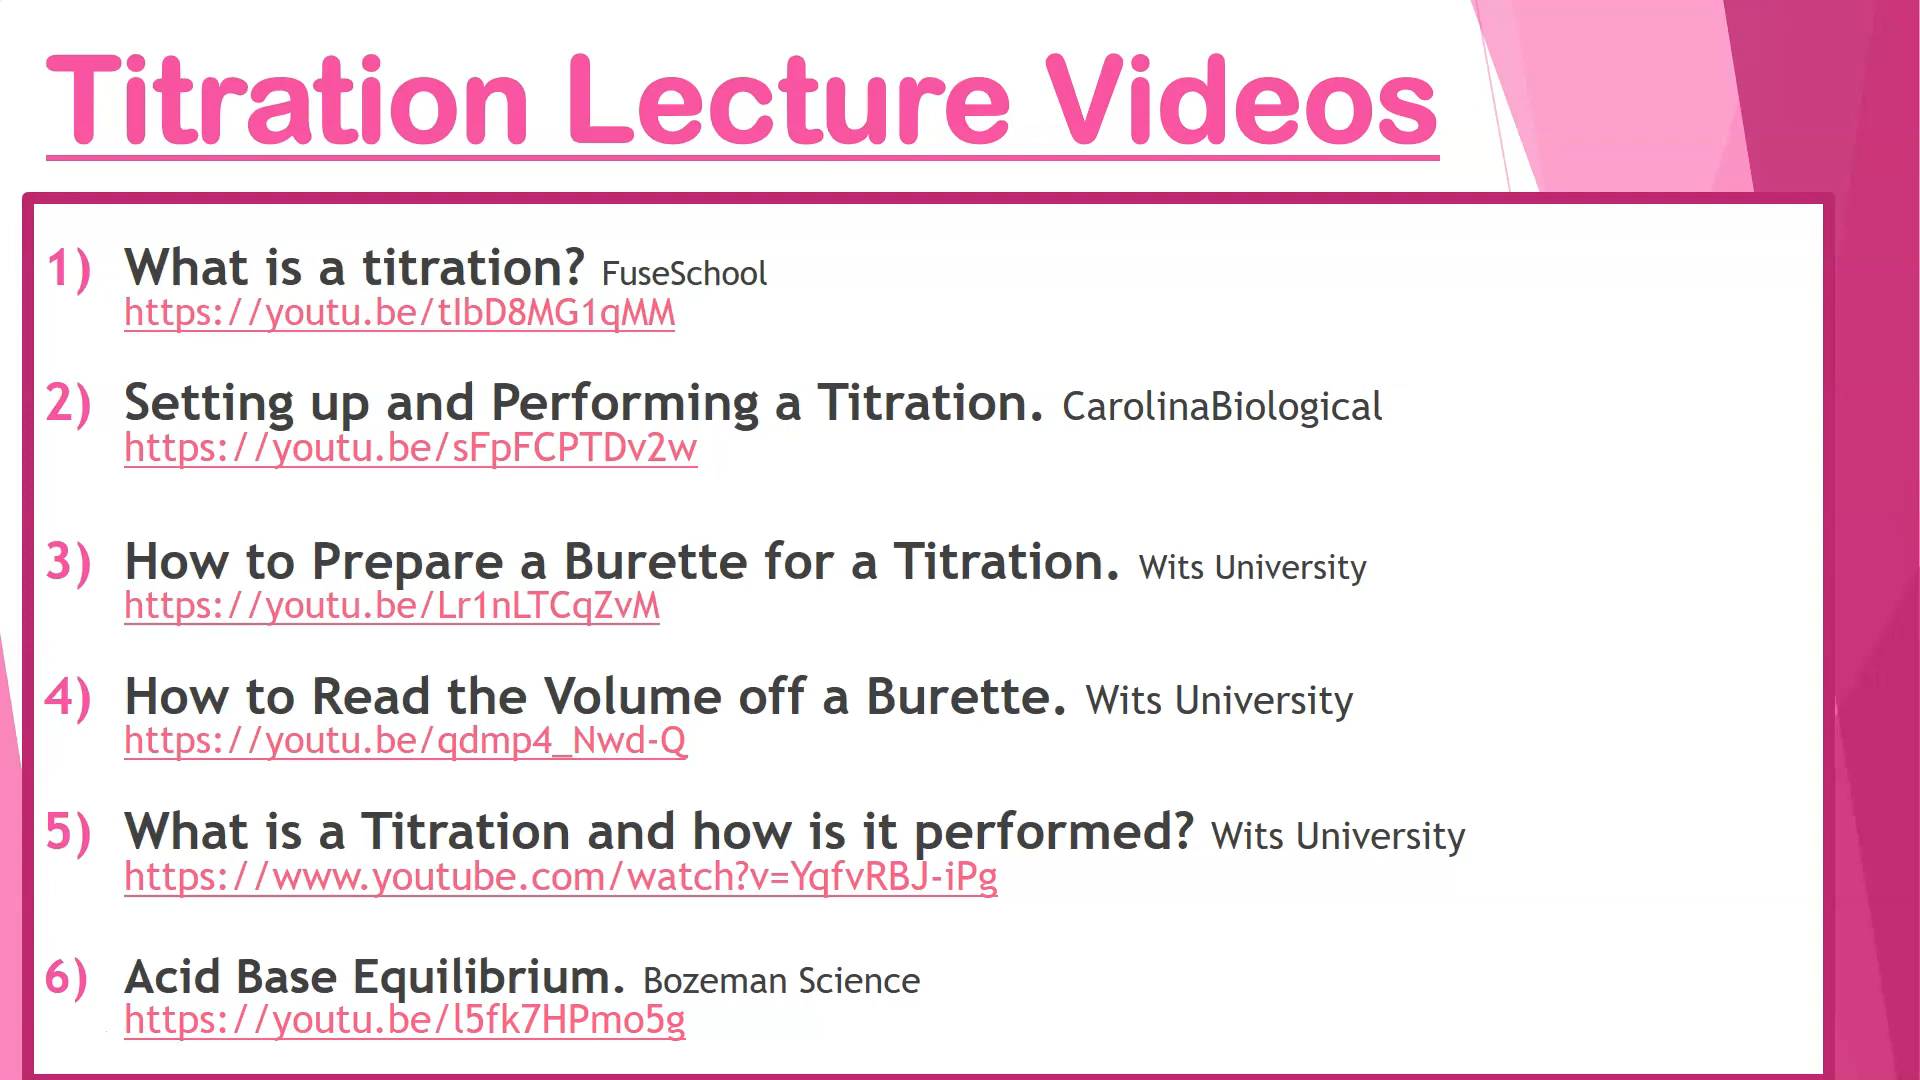 Titration Lecture Videos
1) What is a titration? FuseSchool
https://youtu.be/tIbD8MG1qMM
2) Setting up and Performing a Titration. CarolinaBiological
https://youtu.be/sFpFCPTDv2w
3) How to Prepare a Burette for a Titration. Wits University
https://youtu.be/Lr1nLTCqZvM
4) How to Read the Volume off a Burette. Wits University
https://youtu.be/qdmp4_Nwd-Q
5) What is a Titration and how is it performed? Wits University
https://www.youtube.com/watch?v=YqfvRBJ-iPg
6) Acid Base Equilibrium. Bozeman Science
https://youtu.be/l5fk7HPmo5g